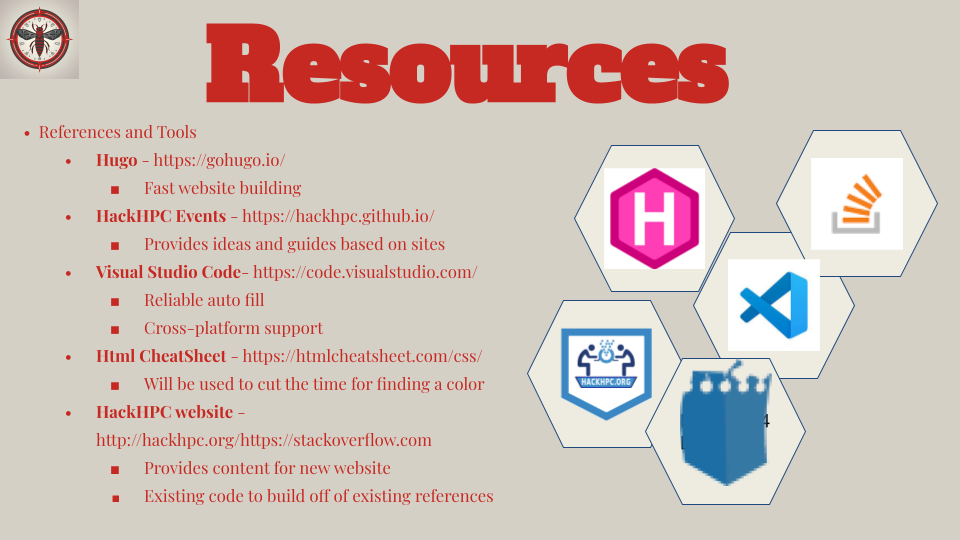 Resources
• References and Tools
• Hugo - https://gohugo.io/
■ Fast website building
• HackHPC Events - https://hackhpc.github.io/
■ Provides ideas and guides based on sites
• Visual Studio Code- https://code.visualstudio.com/
■ Reliable auto fill
■ Cross-platform support
• Html CheatSheet - https://htmlcheatsheet.com/css/
■ Will be used to cut the time for finding a color
• HackHPC website -
http://hackhpc.org/https://stackoverflow.com
■ Provides content for new website
■ Existing code to build off of existing references
H
HACKHPC.ORG
4